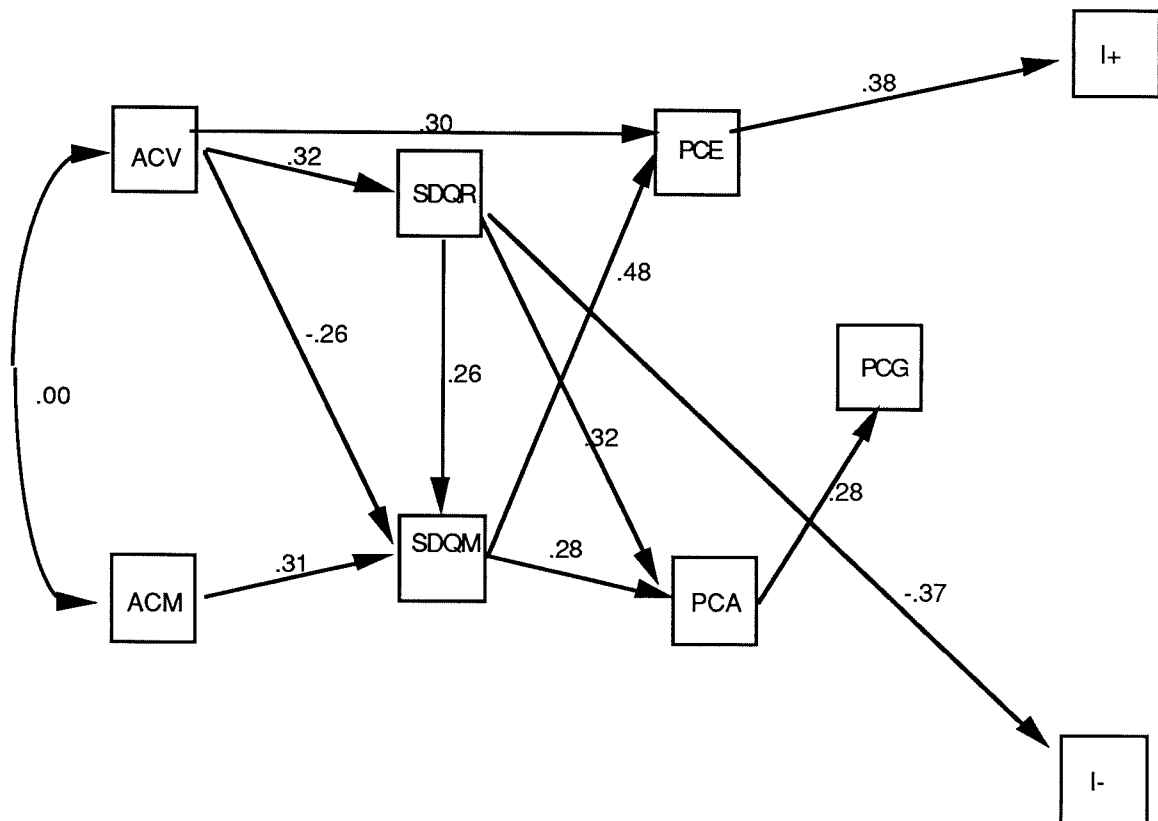 I+
.38
.30
ACV
PCE
.32
SDQR
.48
-.26
.26
PCG
.00
.32
.28
SDQM
.28
.31
ACM
PCA
-.37
I-